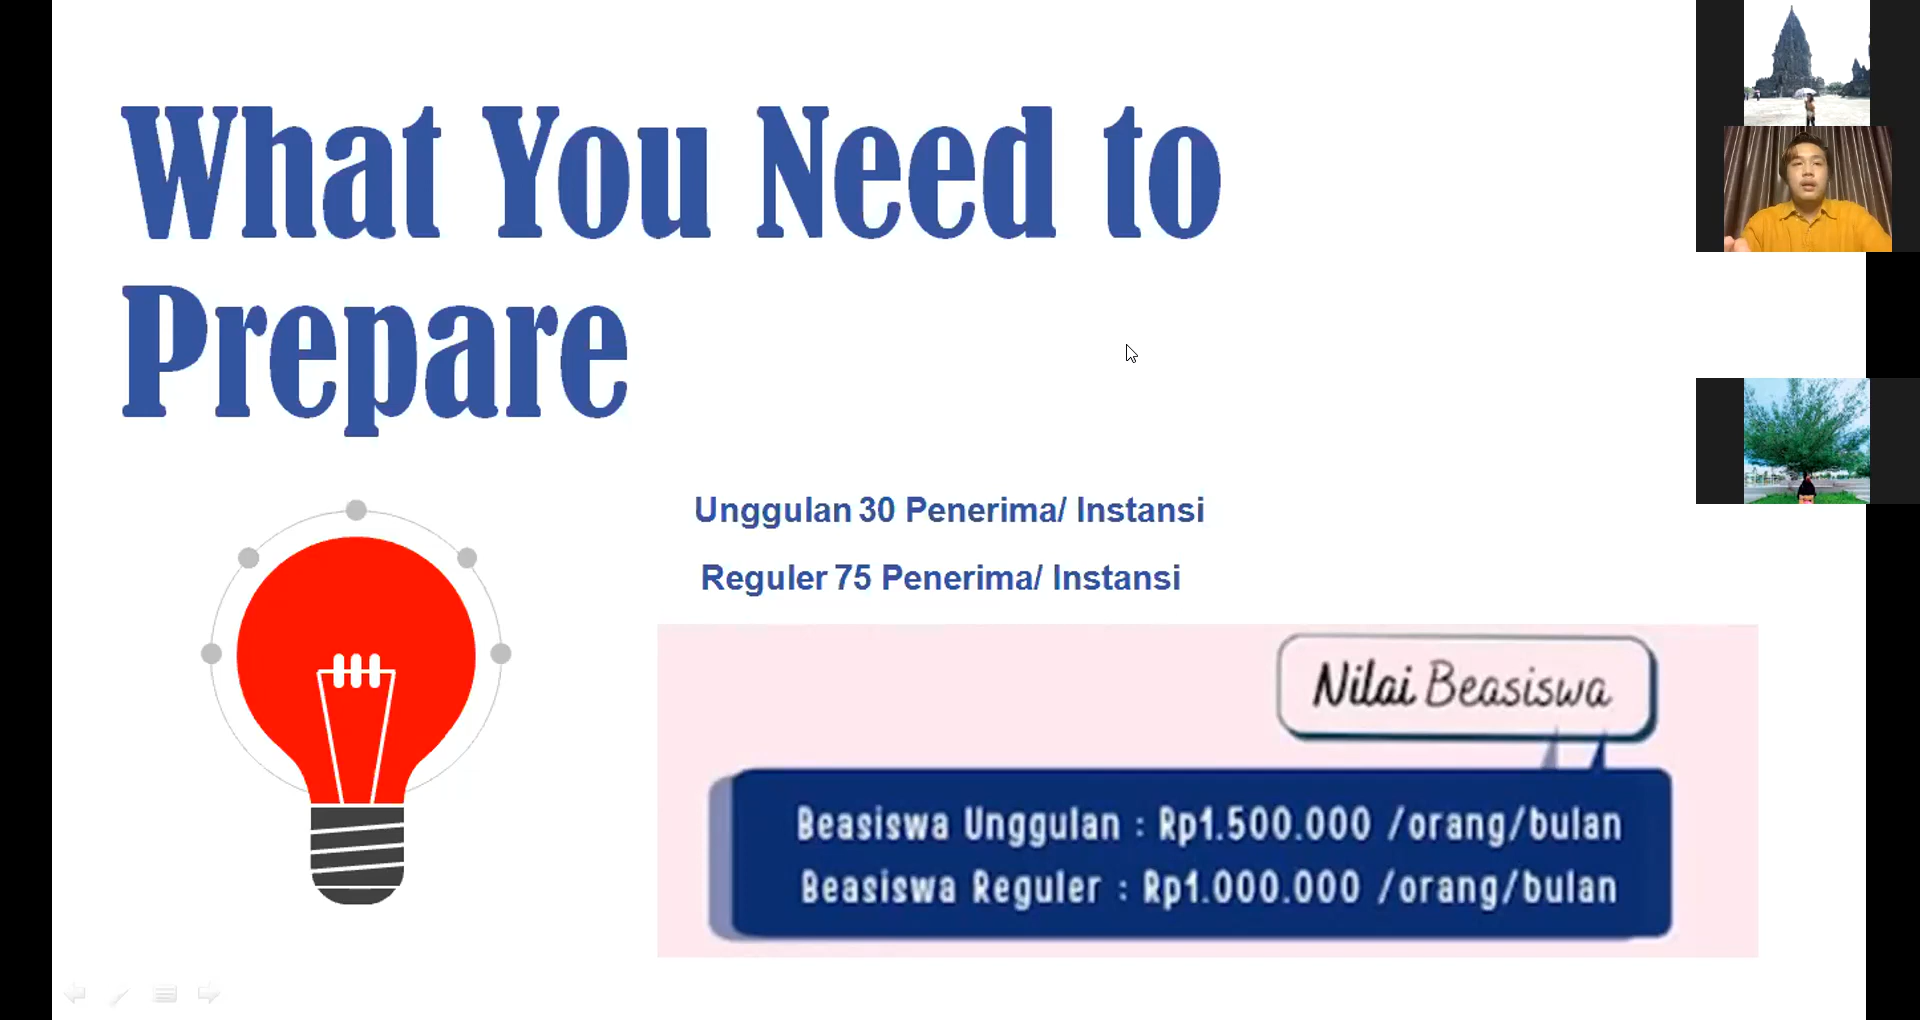 What You Need to
Prepare
Unggulan 30 Penerima/ Instansi
Reguler 75 Penerima/ Instansi
Nilai Beasiswa
Beasiswa Unggulan : Rp1.500.000 /orang/bulan
Beasiswa Reguler : Rp1.000.000 /orang/bulan